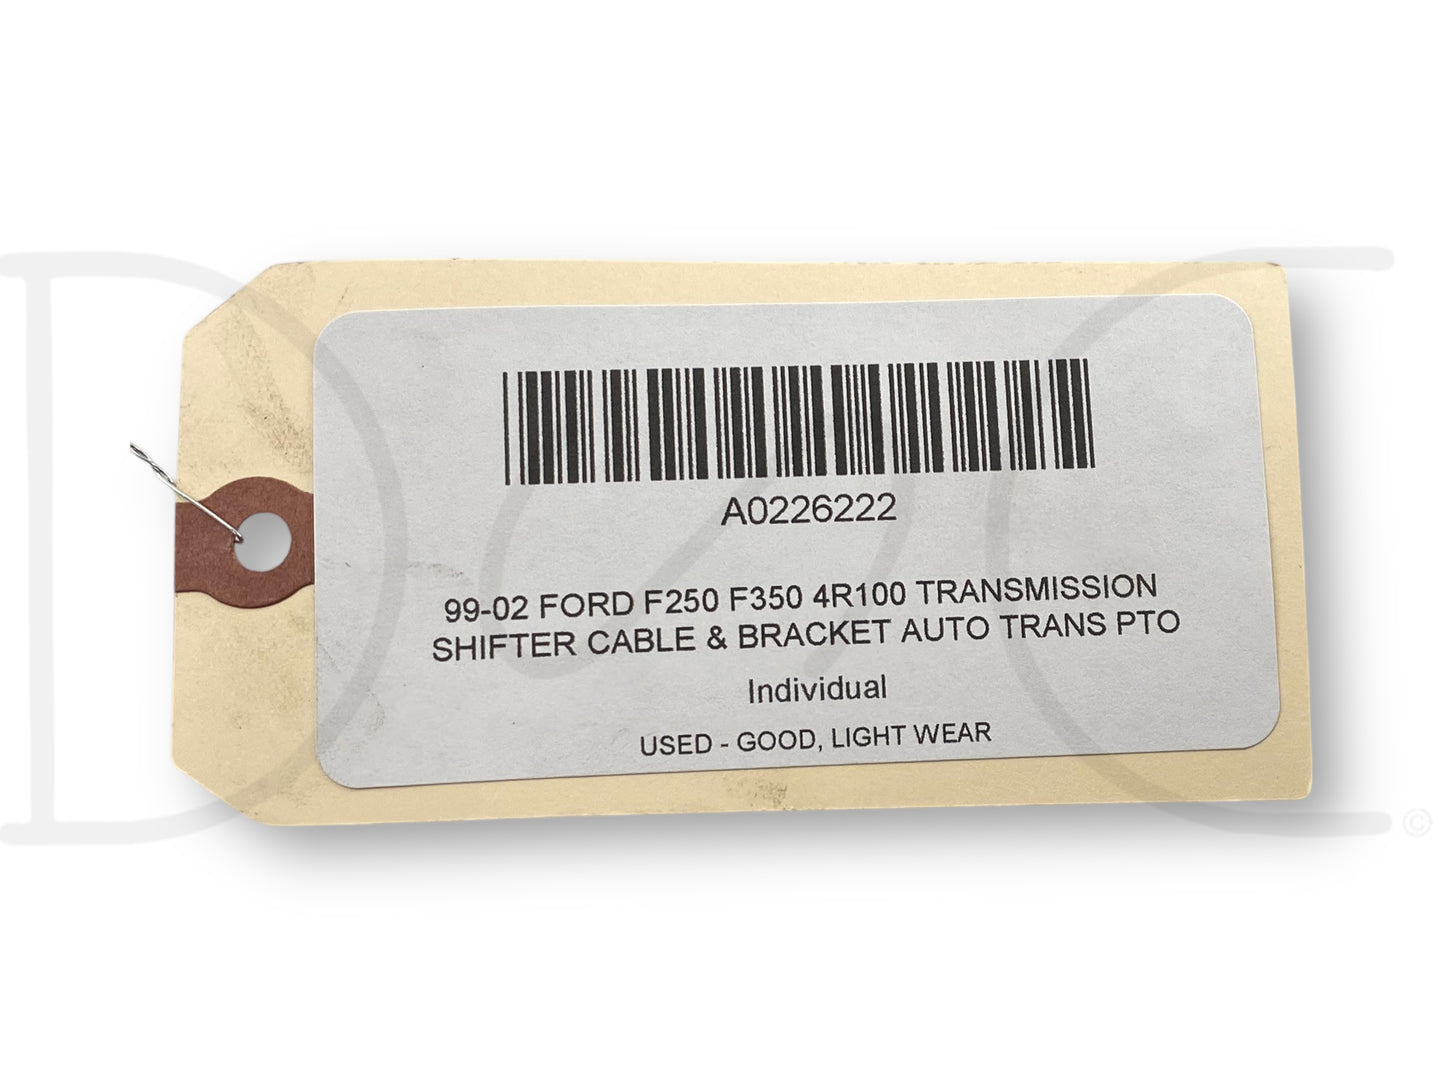 A0226222
99-02 FORD F250 F350 4R100 TRANSMISSION
SHIFTER CABLE & BRACKET AUTO TRANS PTO
Individual
USED - GOOD, LIGHT WEAR
D C ©